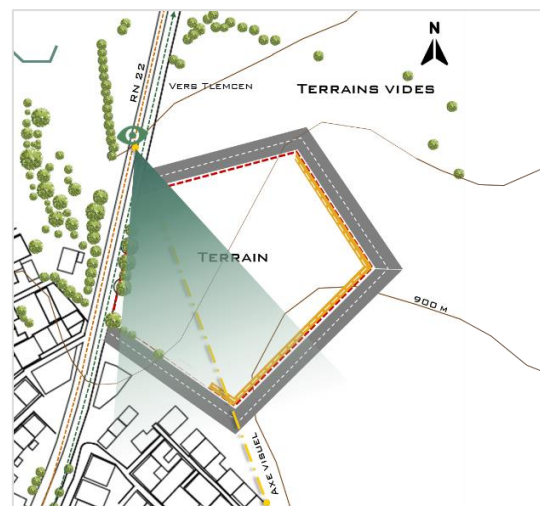 N
RN 22
Vers Tlemcen
Terrains vides
Terrain
900 m
Axe visuel